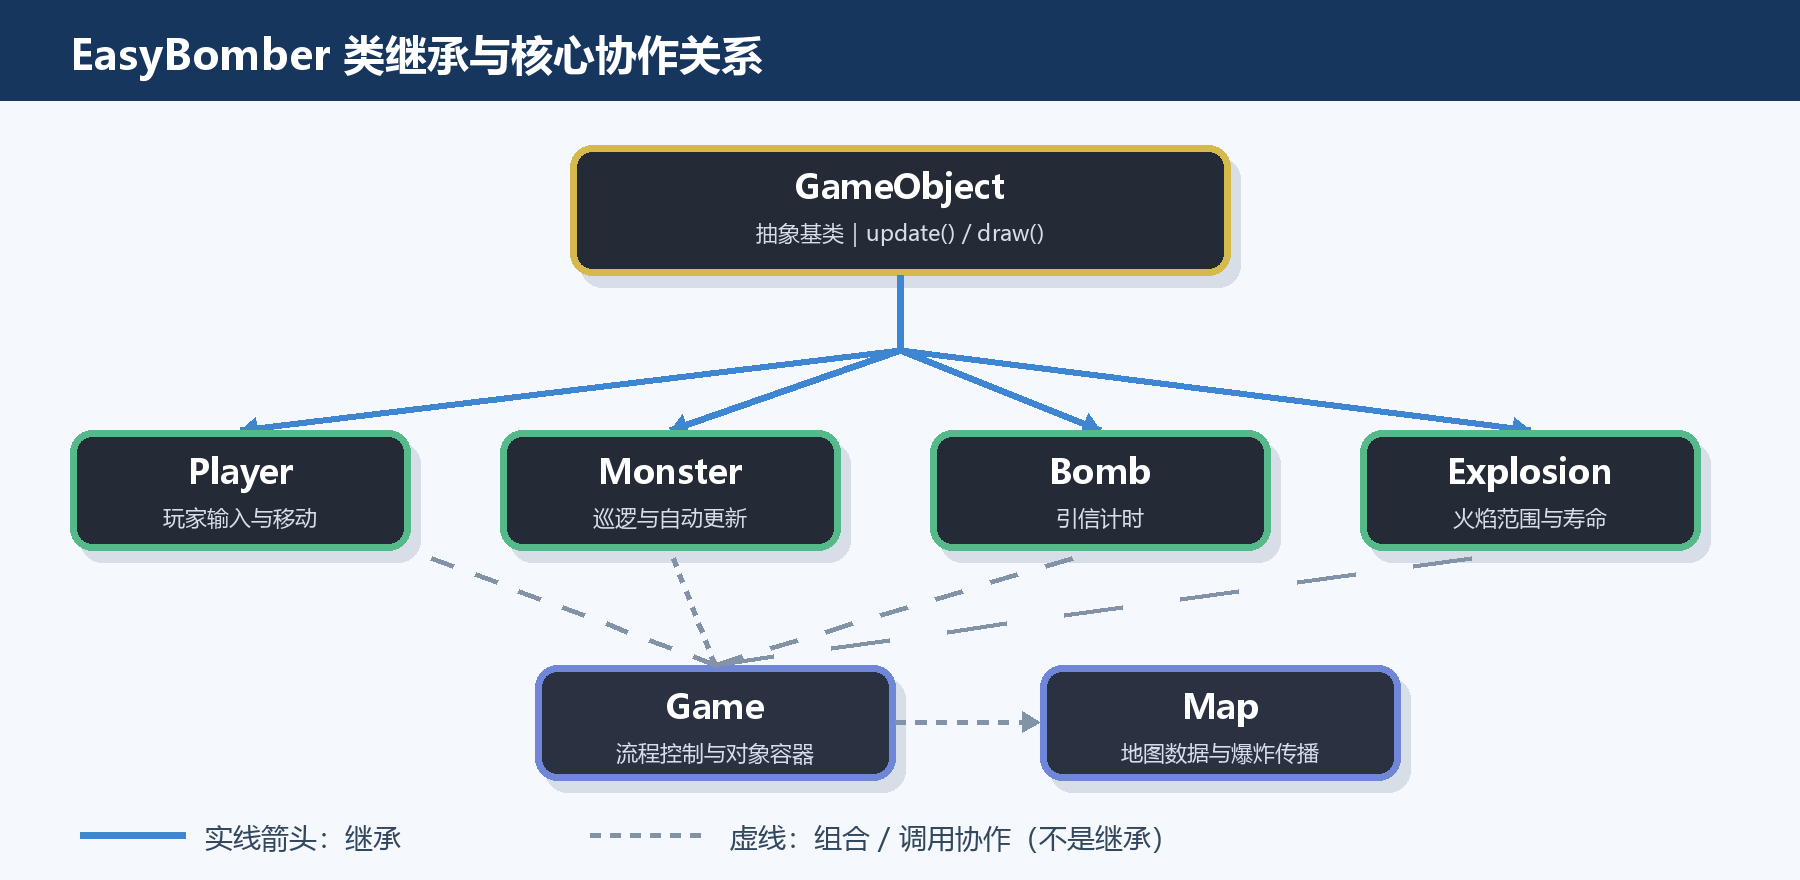 EasyBomber 类继承与核心协作关系
GameObject
抽象基类 | update() / draw()
Player
玩家输入与移动
Monster
巡逻与自动更新
Bomb
引信计时
Explosion
火焰范围与寿命
Game
流程控制与对象容器
Map
地图数据与爆炸传播
实线箭头：继承
虚线：组合 / 调用协作（不是继承）